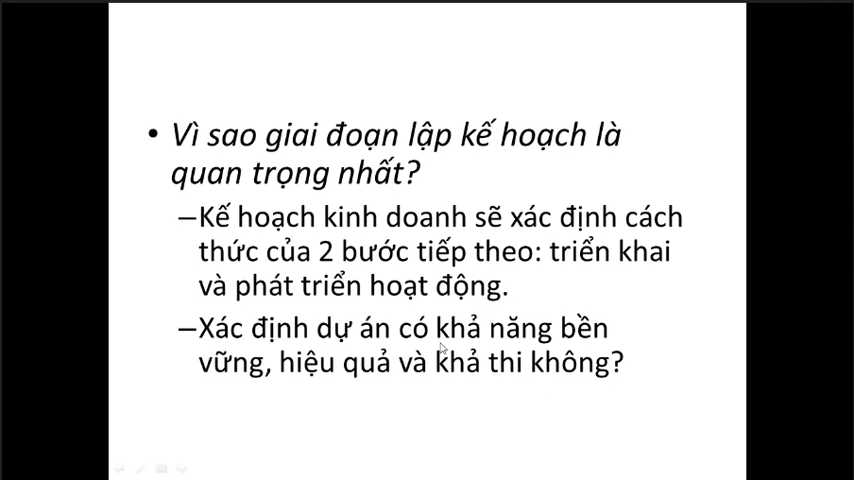 • Vì sao giai đoạn lập kế hoạch là
quan trọng nhất?
–Kế hoạch kinh doanh sẽ xác định cách
thức của 2 bước tiếp theo: triển khai
và phát triển hoạt động.
–Xác định dự án có khả năng bền
vững, hiệu quả và khả thi không?